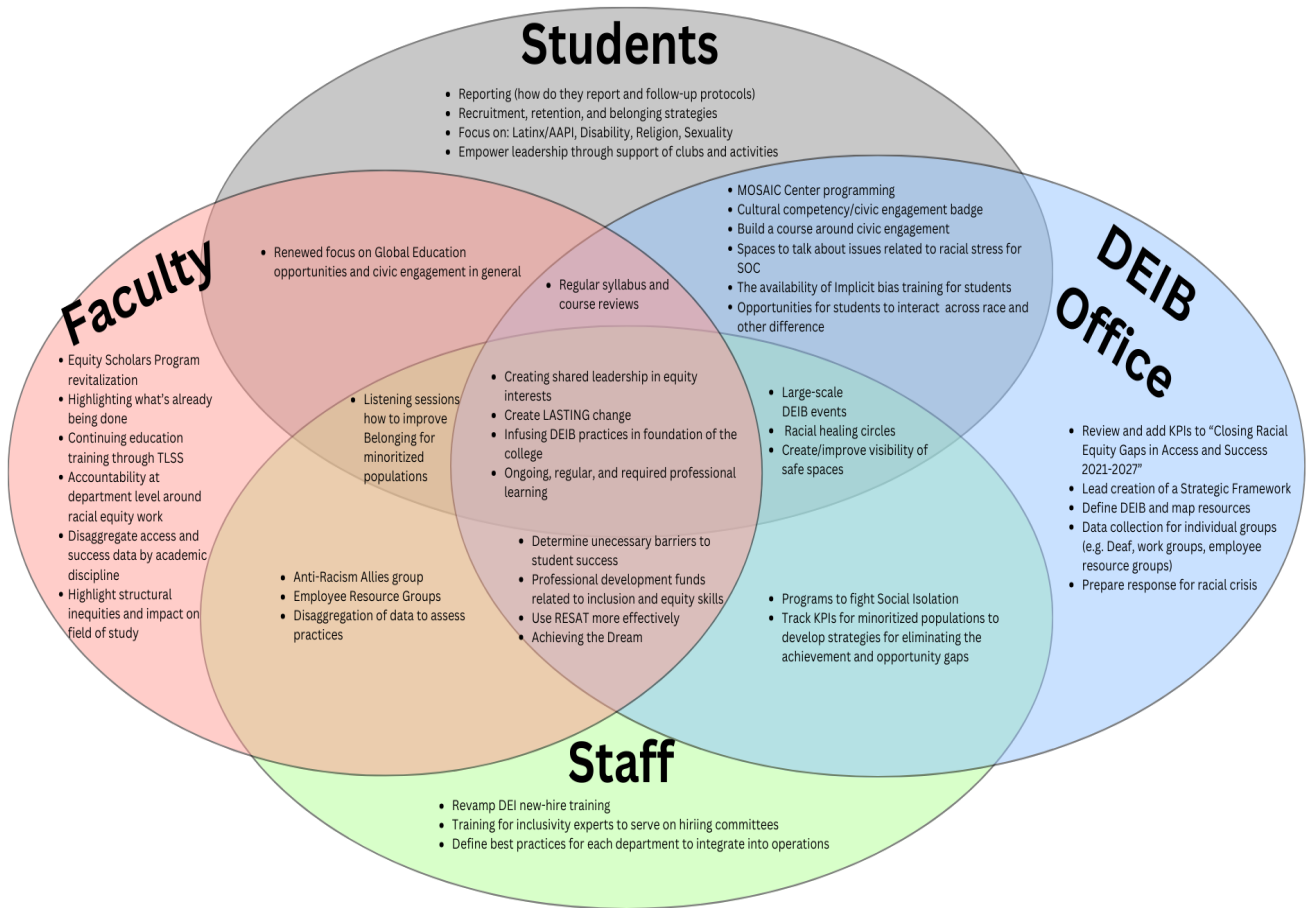 Students
• Reporting (how do they report and follow-up protocols)
• Recruitment, retention, and belonging strategies
• Focus on: Latinx/AAPI, Disability, Religion, Sexuality
• Empower leadership through support of clubs and activities
Faculty
• Equity Scholars Program
revitalization
• Highlighting what's already
being done
• Continuing education
training through TLSS
• Accountability at
department level around
racial equity work
• Disaggregate access and
success data by academic
discipline
• Highlight structural
inequities and impact on
field of study
• Renewed focus on Global Education
opportunities and civic engagement in general
• Regular syllabus and
course reviews
• MOSAIC Center programming
• Cultural competency/civic engagement badge
• Build a course around civic engagement
• Spaces to talk about issues related to racial stress for
SOC
• The availability of Implicit bias training for students
• Opportunities for students to interact across race and
other difference
DEIB
Office
• Review and add KPIs to “Closing Racial
Equity Gaps in Access and Success
2021-2027”
• Lead creation of a Strategic Framework
• Define DEIB and map resources
• Data collection for individual groups
(e.g. Deaf, work groups, employee
resource groups)
• Prepare response for racial crisis
• Listening sessions
how to improve
Belonging for
minoritized
populations
• Creating shared leadership in equity
interests
• Create LASTING change
• Infusing DEIB practices in foundation of the
college
• Ongoing, regular, and required professional
learning
• Large-scale
DEIB events
• Racial healing circles
• Create/improve visibility of
safe spaces
• Anti-Racism Allies group
• Employee Resource Groups
• Disaggregation of data to assess
practices
• Determine unecessary barriers to
student success
• Professional development funds
related to inclusion and equity skills
• Use RESAT more effectively
• Achieving the Dream
• Programs to fight Social Isolation
• Track KPIs for minoritized populations to
develop strategies for eliminating the
achievement and opportunity gaps
Staff
• Revamp DEI new-hire training
• Training for inclusivity experts to serve on hiriing committees
• Define best practices for each department to integrate into operations